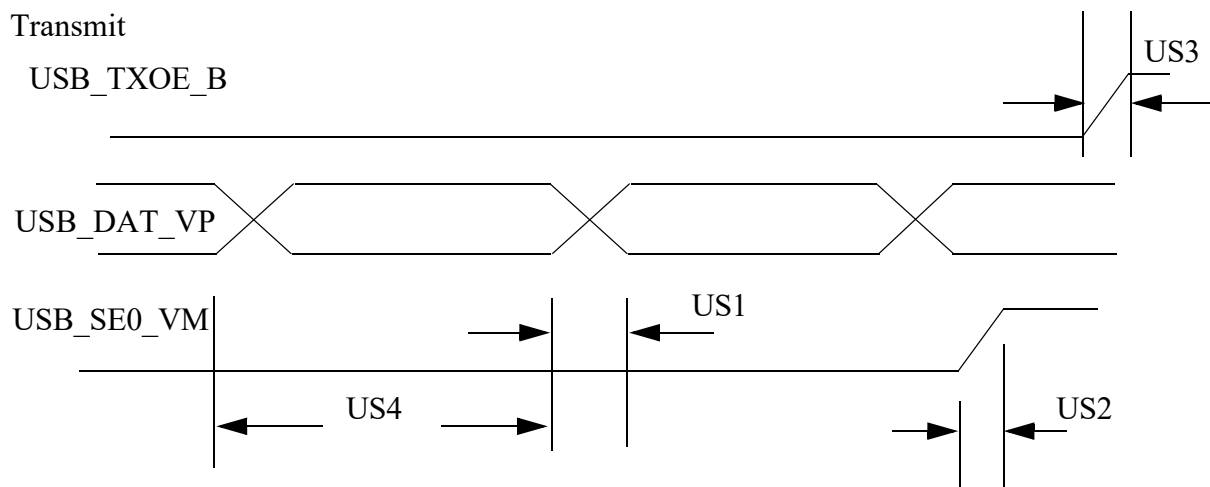 Transmit
US3
USB_TXOE_B
USB_DAT_VP
US1
USB_SE0_VM
US4
US2